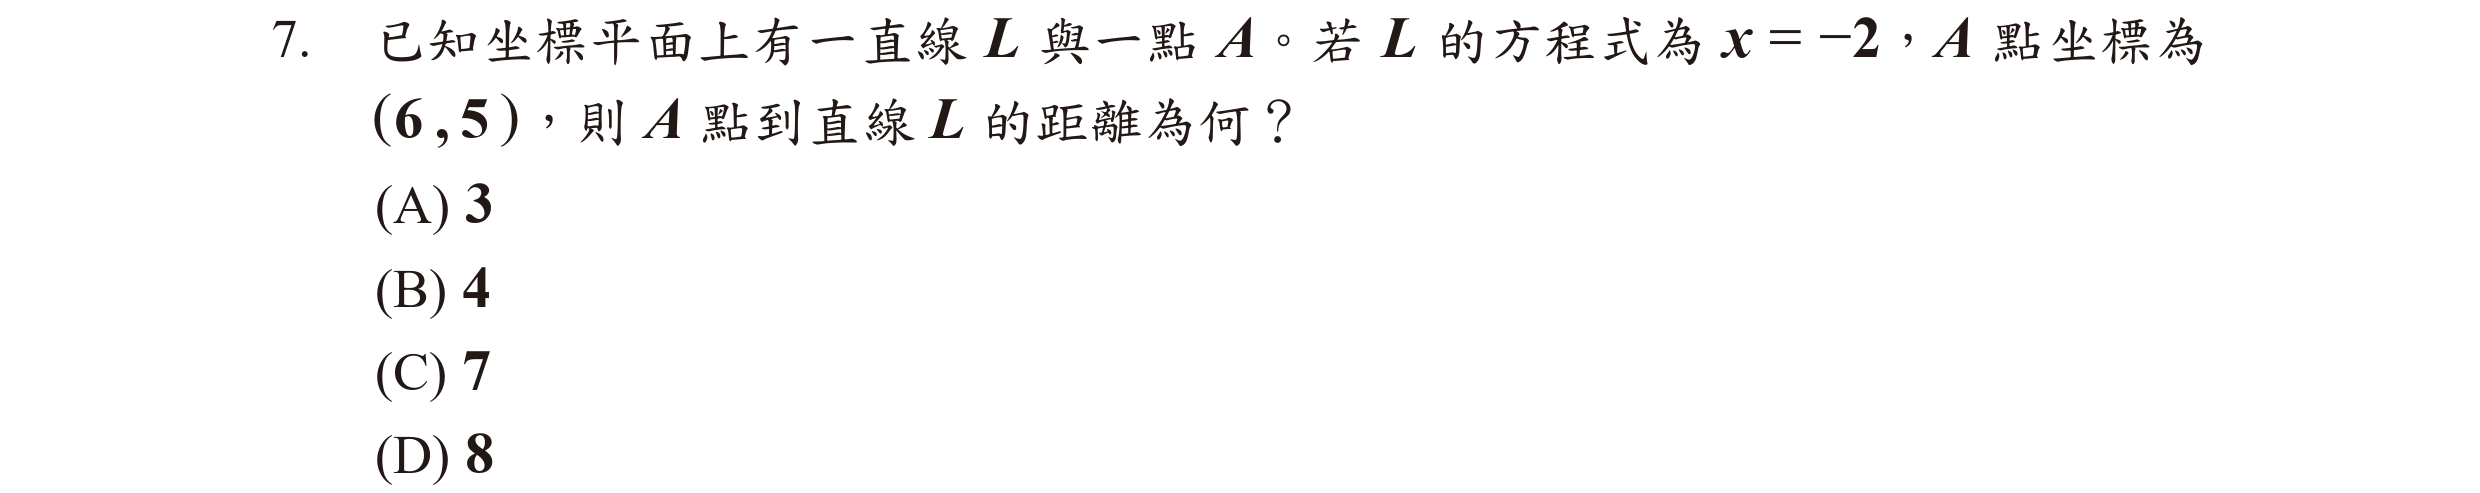 7. 已知坐標平面上有一直線 L 與一點 A。若 L 的方程式為 x = −2，A 點坐標為
(6,5)，則 A 點到直線 L 的距離為何？
(A) 3
(B) 4
(C) 7
(D) 8